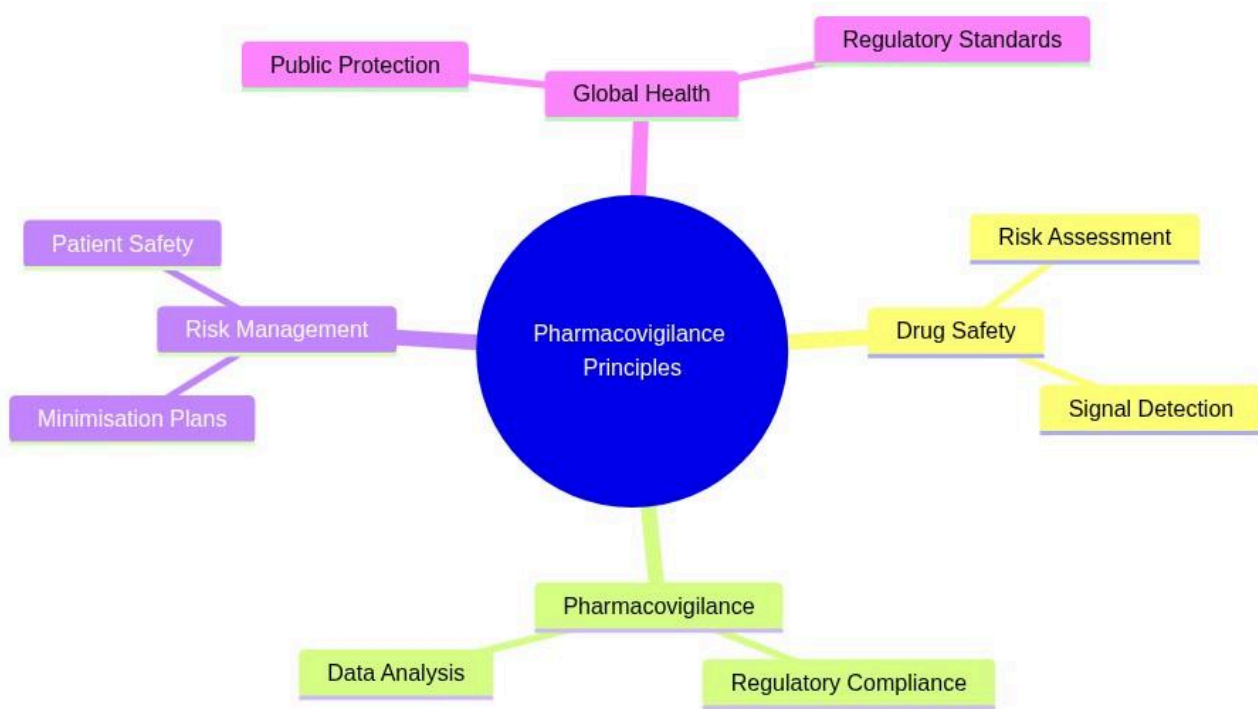 Regulatory Standards
Public Protection
Global Health
Patient Safety
Risk Assessment
Risk Management
Drug Safety
Pharmacovigilance
Principles
Minimisation Plans
Signal Detection
Pharmacovigilance
Data Analysis
Regulatory Compliance